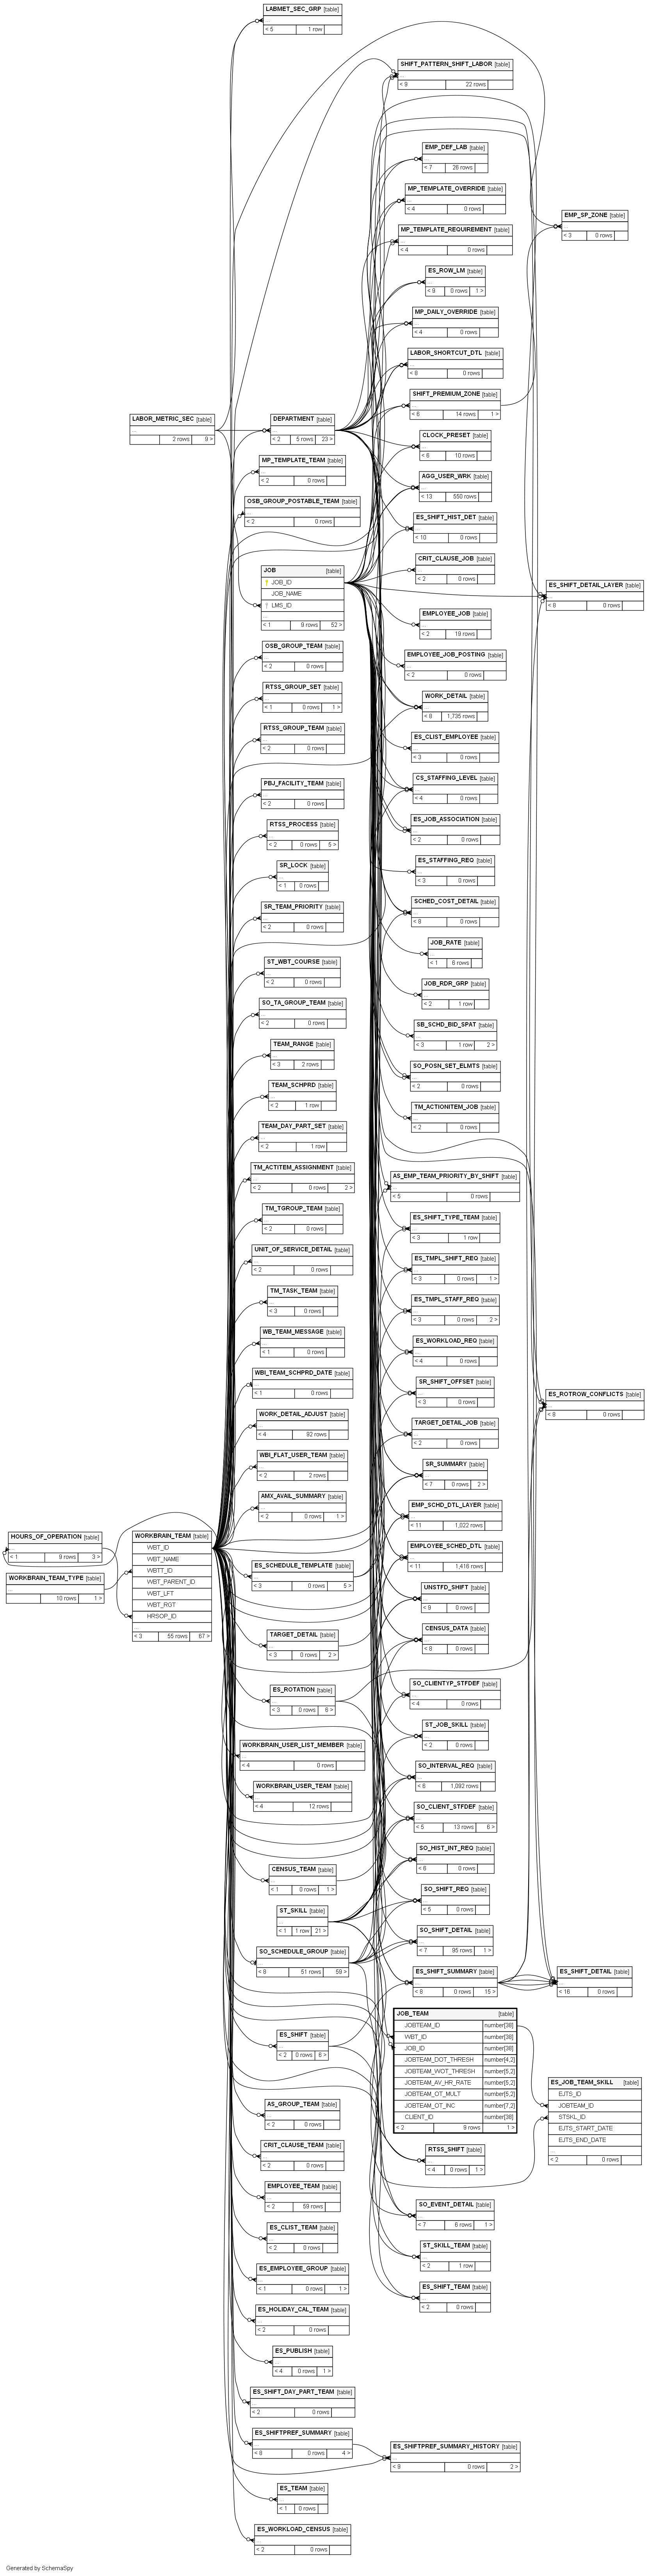 LABMET_SEC_GRP [table]
...
< 5 1 row
SHIFT_PATTERN_SHIFT_LABOR [table]
...
< 9 22 rows
EMP_DEF_LAB [table]
...
< 7 26 rows
MP_TEMPLATE_OVERRIDE [table]
...
< 4 0 rows
EMP_SP_ZONE [table]
...
< 3 0 rows
MP_TEMPLATE_REQUIREMENT [table]
...
< 4 0 rows
ES_ROW_LM [table]
...
< 9 0 rows 1 >
MP_DAILY_OVERRIDE [table]
...
< 4 0 rows
LABOR_SHORTCUT_DTL [table]
...
< 8 0 rows
SHIFT_PREMIUM_ZONE [table]
...
< 6 14 rows 1 >
LABOR_METRIC_SEC [table]
...
2 rows 9 >
DEPARTMENT [table]
...
< 2 5 rows 23 >
CLOCK_PRESET [table]
...
< 6 10 rows
MP_TEMPLATE_TEAM [table]
...
< 2 0 rows
AGG_USER_WRK [table]
...
< 13 550 rows
OSB_GROUP_POSTABLE_TEAM [table]
...
< 2 0 rows
ES_SHIFT_HIST_DET [table]
...
< 10 0 rows
CRIT_CLAUSE_JOB [table]
...
< 2 0 rows
JOB [table]
JOB_ID
JOB_NAME
LMS_ID
...
< 1 9 rows 52 >
ES_SHIFT_DETAIL_LAYER [table]
...
< 8 0 rows
EMPLOYEE_JOB [table]
...
< 2 19 rows
OSB_GROUP_TEAM [table]
...
< 2 0 rows
EMPLOYEE_JOB_POSTING [table]
...
< 2 0 rows
RTSS_GROUP_SET [table]
...
< 1 0 rows 1 >
WORK_DETAIL [table]
...
< 8 1,735 rows
RTSS_GROUP_TEAM [table]
...
< 2 0 rows
ES_CLIST_EMPLOYEE [table]
...
< 3 0 rows
PBJ_FACILITY_TEAM [table]
...
< 2 0 rows
CS_STAFFING_LEVEL [table]
...
< 4 0 rows
RTSS_PROCESS [table]
...
< 2 0 rows 5 >
ES_JOB_ASSOCIATION [table]
...
< 2 0 rows
SR_LOCK [table]
...
< 1 0 rows
ES_STAFFING_REQ [table]
...
< 3 0 rows
SR_TEAM_PRIORITY [table]
...
< 2 0 rows
SCHED_COST_DETAIL [table]
...
< 8 0 rows
ST_WBT_COURSE [table]
...
< 2 0 rows
JOB_RATE [table]
...
< 1 6 rows
SO_TA_GROUP_TEAM [table]
...
< 2 0 rows
JOB_RDR_GRP [table]
...
< 2 1 row
TEAM_RANGE [table]
...
< 3 2 rows
SB_SCHD_BID_SPAT [table]
...
< 3 1 row 2 >
TEAM_SCHPRD [table]
...
< 2 1 row
SO_POSN_SET_ELMTS [table]
...
< 2 0 rows
TEAM_DAY_PART_SET [table]
...
< 2 1 row
TM_ACTIONITEM_JOB [table]
...
< 2 0 rows
TM_ACTITEM_ASSIGNMENT [table]
...
< 2 0 rows 2 >
AS_EMP_TEAM_PRIORITY_BY_SHIFT [table]
...
< 5 0 rows
TM_TGROUP_TEAM [table]
...
< 2 0 rows
ES_SHIFT_TYPE_TEAM [table]
...
< 3 1 row
UNIT_OF_SERVICE_DETAIL [table]
...
< 2 0 rows
ES_TMPL_SHIFT_REQ [table]
...
< 3 0 rows 1 >
TM_TASK_TEAM [table]
...
< 3 0 rows
ES_TMPL_STAFF_REQ [table]
...
< 3 0 rows 2 >
WB_TEAM_MESSAGE [table]
...
< 1 0 rows
ES_WORKLOAD_REQ [table]
...
< 4 0 rows
WBI_TEAM_SCHPRD_DATE [table]
...
< 1 0 rows
SR_SHIFT_OFFSET [table]
...
< 3 0 rows
ES_ROTROW_CONFLICTS [table]
...
< 8 0 rows
WORK_DETAIL_ADJUST [table]
...
< 4 92 rows
TARGET_DETAIL_JOB [table]
...
< 2 0 rows
WBI_FLAT_USER_TEAM [table]
...
< 2 2 rows
SR_SUMMARY [table]
...
< 7 0 rows 2 >
AMX_AVAIL_SUMMARY [table]
...
< 2 0 rows 1 >
EMP_SCHD_DTL_LAYER [table]
...
< 11 1,022 rows
HOURS_OF_OPERATION [table]
...
< 1 9 rows 3 >
WORKBRAIN_TEAM_TYPE [table]
...
10 rows 1 >
WORKBRAIN_TEAM [table]
WBT_ID
WBT_NAME
WBTT_ID
WBT_PARENT_ID
WBT_LFT
WBT_RGT
HRSOP_ID
...
< 3 55 rows 67 >
EMPLOYEE_SCHED_DTL [table]
...
< 11 1,416 rows
ES_SCHEDULE_TEMPLATE [table]
...
< 3 0 rows 5 >
UNSTFD_SHIFT [table]
...
< 9 0 rows
TARGET_DETAIL [table]
...
< 3 0 rows 2 >
CENSUS_DATA [table]
...
< 8 0 rows
ES_ROTATION [table]
...
< 3 0 rows 6 >
SO_CLIENTYP_STFDEF [table]
...
< 4 0 rows
ST_JOB_SKILL [table]
...
< 2 0 rows
WORKBRAIN_USER_LIST_MEMBER [table]
...
< 4 0 rows
SO_INTERVAL_REQ [table]
...
< 6 1,092 rows
WORKBRAIN_USER_TEAM [table]
...
< 4 12 rows
SO_CLIENT_STFDEF [table]
...
< 5 13 rows 6 >
SO_HIST_INT_REQ [table]
...
< 6 0 rows
CENSUS_TEAM [table]
...
< 1 0 rows 1 >
SO_SHIFT_REQ [table]
...
< 5 0 rows
ST_SKILL [table]
...
< 1 1 row 21 >
SO_SHIFT_DETAIL [table]
...
< 7 95 rows 1 >
SO_SCHEDULE_GROUP [table]
...
< 8 51 rows 59 >
ES_SHIFT_SUMMARY [table]
...
< 8 0 rows 15 >
ES_SHIFT_DETAIL [table]
...
< 16 0 rows
JOB_TEAM [table]
JOBTEAM_ID number[38]
WBT_ID number[38]
JOB_ID number[38]
JOBTEAM_DOT_THRESH number[4,2]
JOBTEAM_WOT_THRESH number[5,2]
JOBTEAM_AV_HR_RATE number[5,2]
JOBTEAM_OT_MULT number[5,2]
JOBTEAM_OT_INC number[7,2]
CLIENT_ID number[38]
< 2 9 rows 1 >
ES_SHIFT [table]
...
< 2 0 rows 6 >
ES_JOB_TEAM_SKILL [table]
EJTS_ID
JOBTEAM_ID
STSKL_ID
EJTS_START_DATE
EJTS_END_DATE
...
< 2 0 rows
AS_GROUP_TEAM [table]
...
< 2 0 rows
CRIT_CLAUSE_TEAM [table]
...
< 2 0 rows
RTSS_SHIFT [table]
...
< 4 0 rows 1 >
EMPLOYEE_TEAM [table]
...
< 2 59 rows
SO_EVENT_DETAIL [table]
...
< 7 6 rows 1 >
ES_CLIST_TEAM [table]
...
< 2 0 rows
ST_SKILL_TEAM [table]
...
< 2 1 row
ES_EMPLOYEE_GROUP [table]
...
< 1 0 rows 1 >
ES_SHIFT_TEAM [table]
...
< 2 0 rows
ES_HOLIDAY_CAL_TEAM [table]
...
< 2 0 rows
ES_PUBLISH [table]
...
< 4 0 rows 1 >
ES_SHIFT_DAY_PART_TEAM [table]
...
< 2 0 rows
ES_SHIFTPREF_SUMMARY [table]
...
< 8 0 rows 4 >
ES_SHIFTPREF_SUMMARY_HISTORY [table]
...
< 9 0 rows 2 >
ES_TEAM [table]
...
< 1 0 rows
ES_WORKLOAD_CENSUS [table]
...
< 2 0 rows
Generated by SchemaSpy